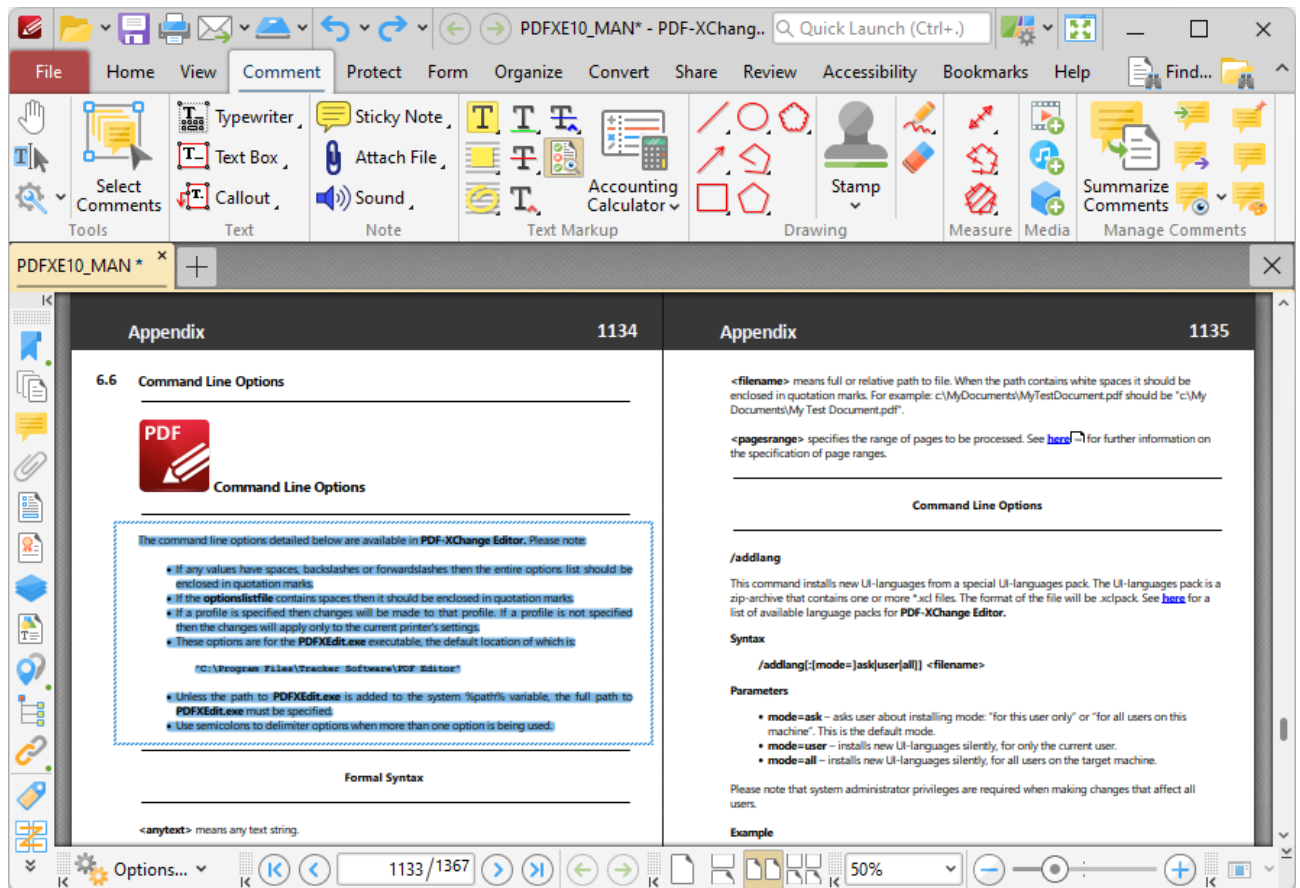 PDFXE10_MAN* - PDF-XChang..
Quick Launch (Ctrl+.)
File Home View Comment Protect Form Organize Convert Share Review Accessibility Bookmarks Help Find...
Typewriter
Sticky Note
Text Box
Attach File
Callout
Sound
Select
Comments
Accounting
Calculator
Stamp
Summarize
Comments
Tools Text Note Text Markup Drawing Measure Media Manage Comments
PDFXE10_MAN *
Appendix 1134
6.6 Command Line Options
PDF
Command Line Options
The command line options detailed below are available in PDF-XChange Editor. Please note:
• If any values have spaces, backslashes or forwardslashes then the entire options list should be
enclosed in quotation marks.
• If the optionslistfile contains spaces then it should be enclosed in quotation marks.
• If a profile is specified then changes will be made to that profile. If a profile is not specified
then the changes will apply only to the current printer's settings.
• These options are for the PDFXEdit.exe executable, the default location of which is:
"C:\Program Files\Tracker Software\PDF Editor"
• Unless the path to PDFXEdit.exe is added to the system %path% variable, the full path to
PDFXEdit.exe must be specified.
• Use semicolons to delimiter options when more than one option is being used.
Formal Syntax
<anytext> means any text string.
Appendix 1135
<filename> means full or relative path to file. When the path contains white spaces it should be
enclosed in quotation marks. For example: c:\MyDocuments\MyTestDocument.pdf should be "c:\My
Documents\My Test Document.pdf".
<pagesrange> specifies the range of pages to be processed. See here for further information on
the specification of page ranges.
Command Line Options
/addlang
This command installs new UI-languages from a special UI-languages pack. The UI-languages pack is a
zip-archive that contains one or more *.xcl files. The format of the file will be .xclpack. See here for a
list of available language packs for PDF-XChange Editor.
Syntax
/addlang[:[mode=]ask|user|all]] <filename>
Parameters
• mode=ask – asks user about installing mode: "for this user only" or "for all users on this
machine". This is the default mode.
• mode=user – installs new UI-languages silently, for only the current user.
• mode=all – installs new UI-languages silently, for all users on the target machine.
Please note that system administrator privileges are required when making changes that affect all
users.
Example
Options... 1133/1367 50%